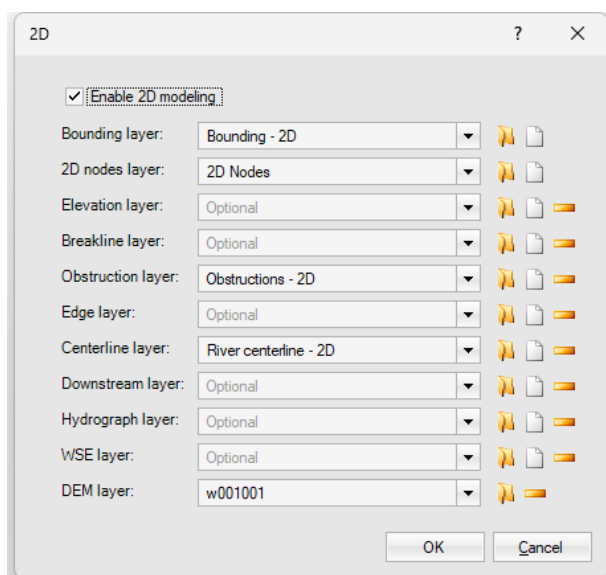 2D ?
Enable 2D modeling
Bounding layer: Bounding - 2D
2D nodes layer: 2D Nodes
Elevation layer: Optional
Breakline layer: Optional
Obstruction layer: Obstructions - 2D
Edge layer: Optional
Centerline layer: River centerline - 2D
Downstream layer: Optional
Hydrograph layer: Optional
WSE layer: Optional
DEM layer: w001001
OK Cancel